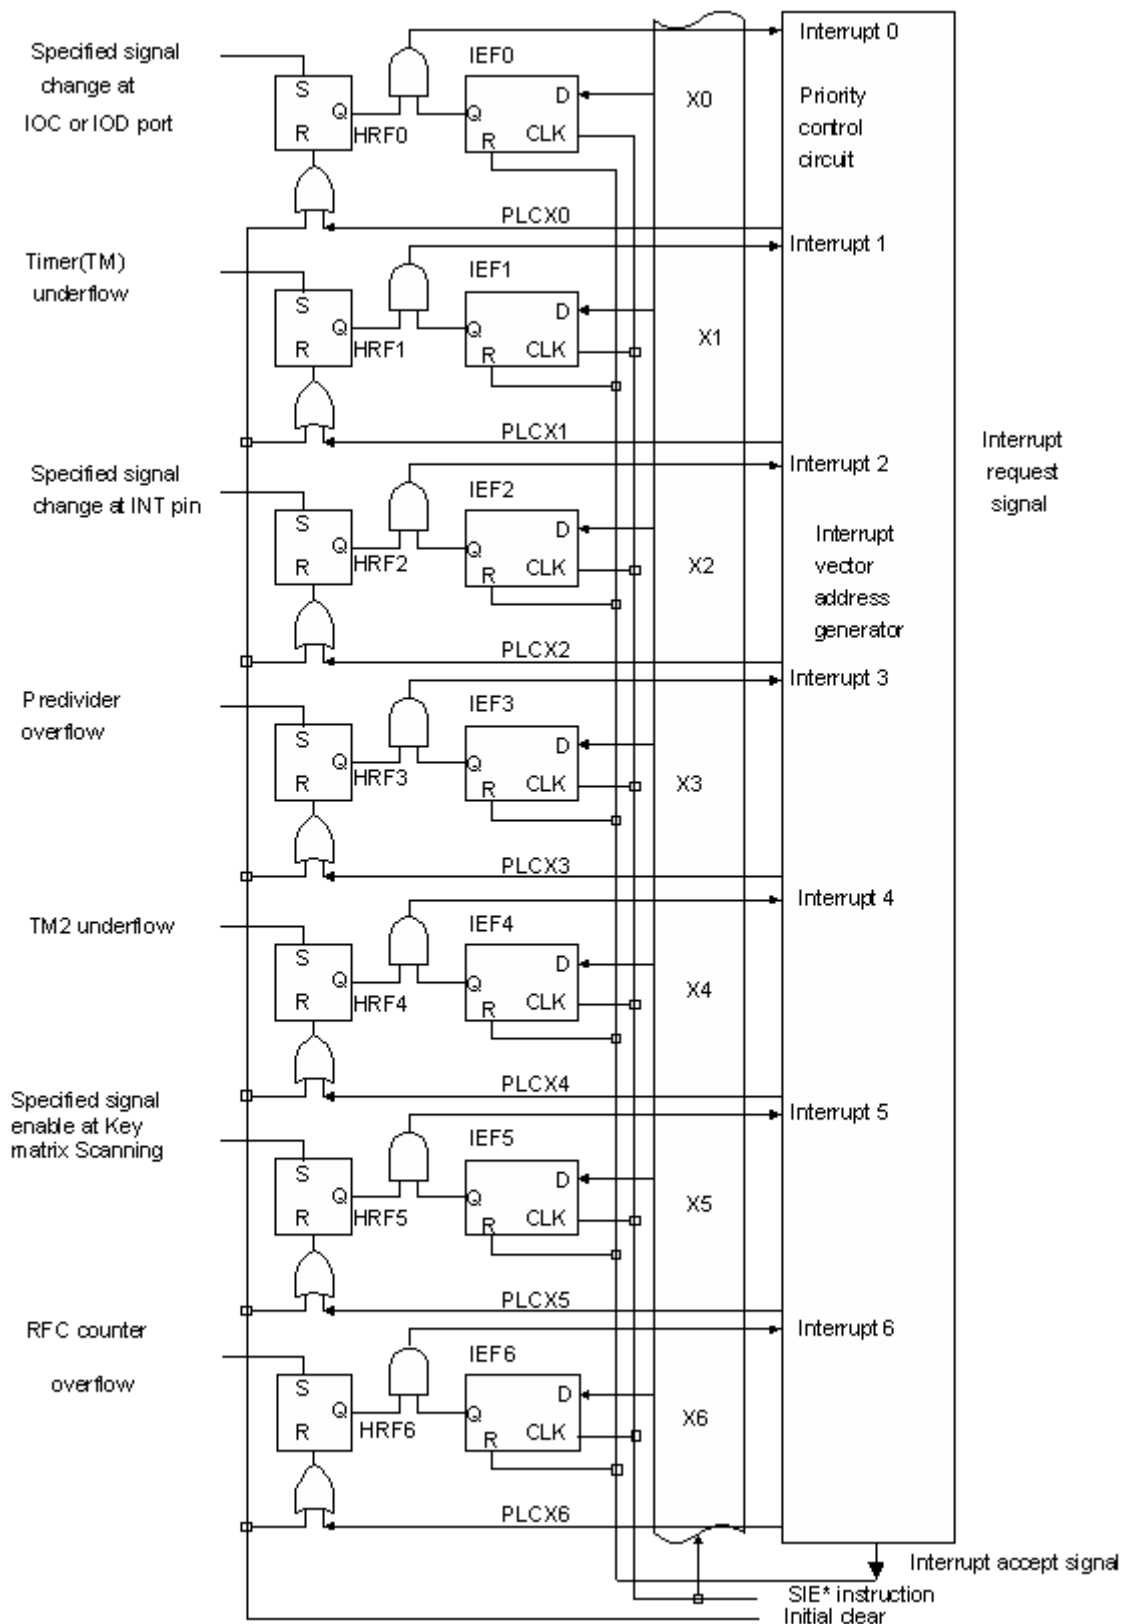 Specified signal
change at
IOC or IOD port
S
Q
R
HRF0
IEF0
D
Q
CLK
R
X0
Interrupt 0
Priority
control
circuit
PLCX0
Timer(TM)
underflow
S
Q
R
HRF1
IEF1
D
Q
CLK
R
X1
Interrupt 1
PLCX1
Interrupt
request
signal
Specified signal
change at INT pin
S
Q
R
HRF2
IEF2
D
Q
CLK
R
X2
Interrupt 2
Interrupt
vector
address
generator
PLCX2
Predivider
overflow
S
Q
R
HRF3
IEF3
D
Q
CLK
R
X3
Interrupt 3
PLCX3
TM2 underflow
S
Q
R
HRF4
IEF4
D
Q
CLK
R
X4
Interrupt 4
PLCX4
Specified signal
enable at Key
matrix Scanning
S
Q
R
HRF5
IEF5
D
Q
CLK
R
X5
Interrupt 5
PLCX5
RFC counter
overflow
S
Q
R
HRF6
IEF6
D
Q
CLK
R
X6
Interrupt 6
PLCX6
Interrupt accept signal
SIE* instruction
Initial clear